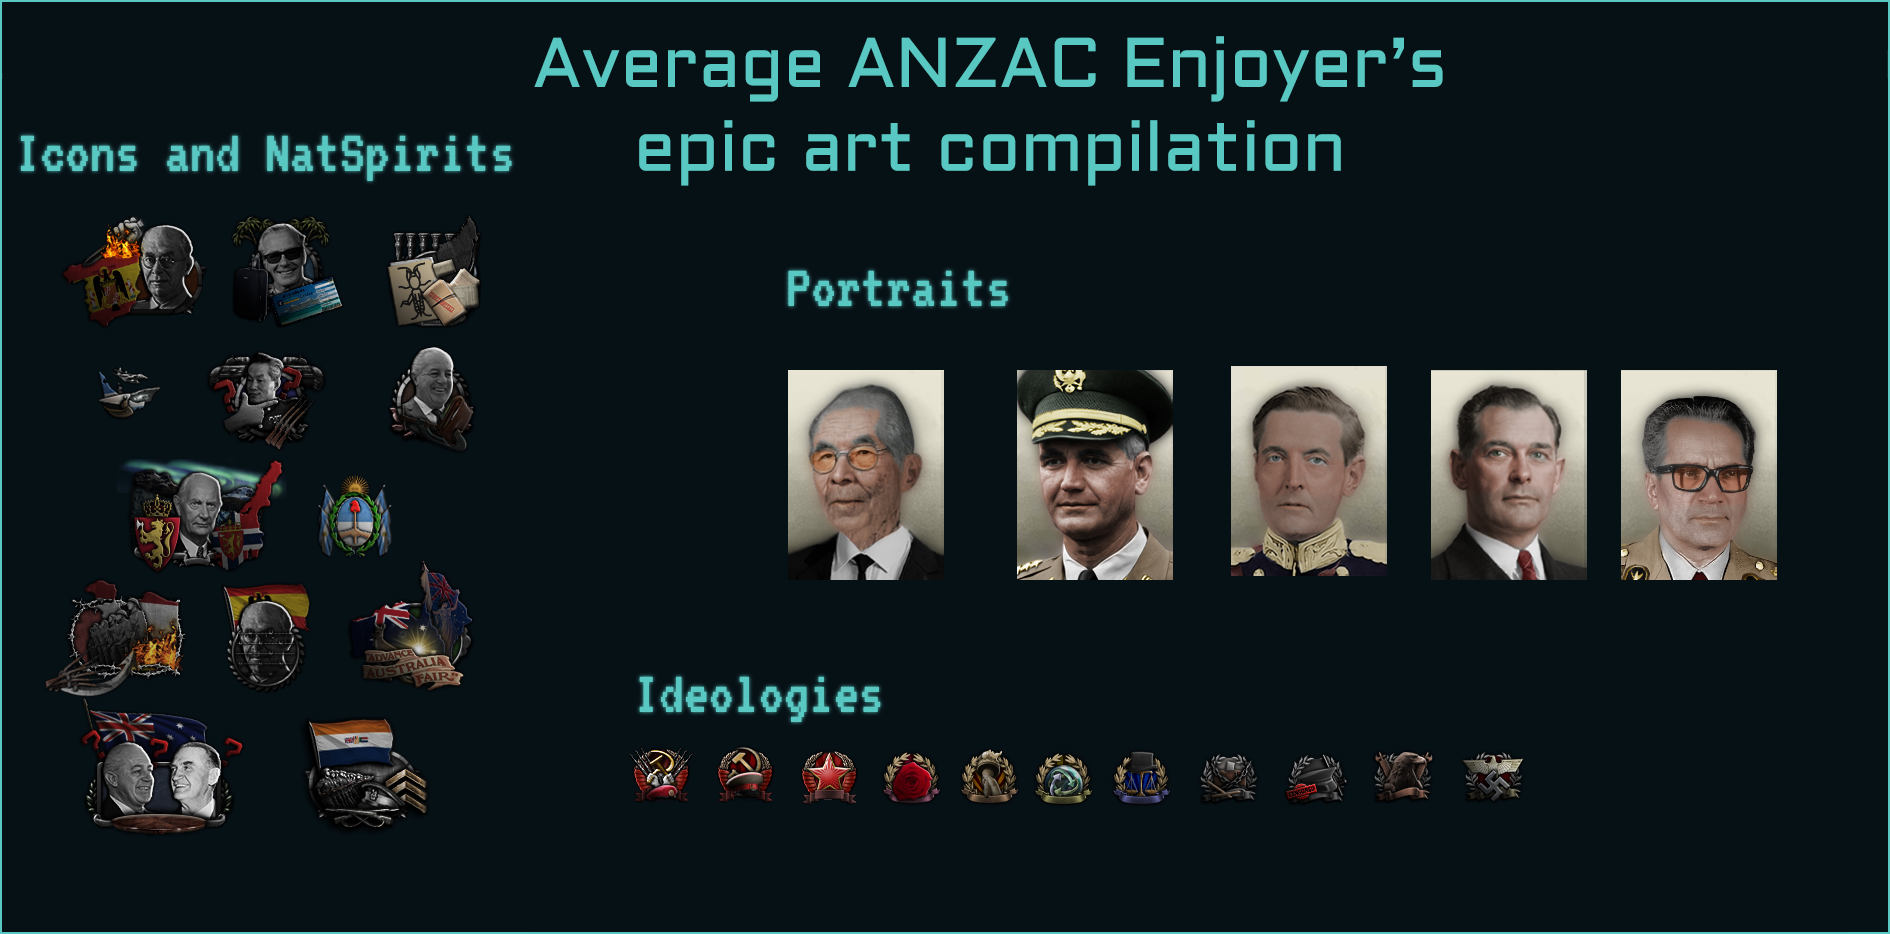 Average ANZAC Enjoyer’s
epic art compilation
Icons and NatSpirits
Portraits
ADVANCE
AUSTRALIA
FAIR
Ideologies